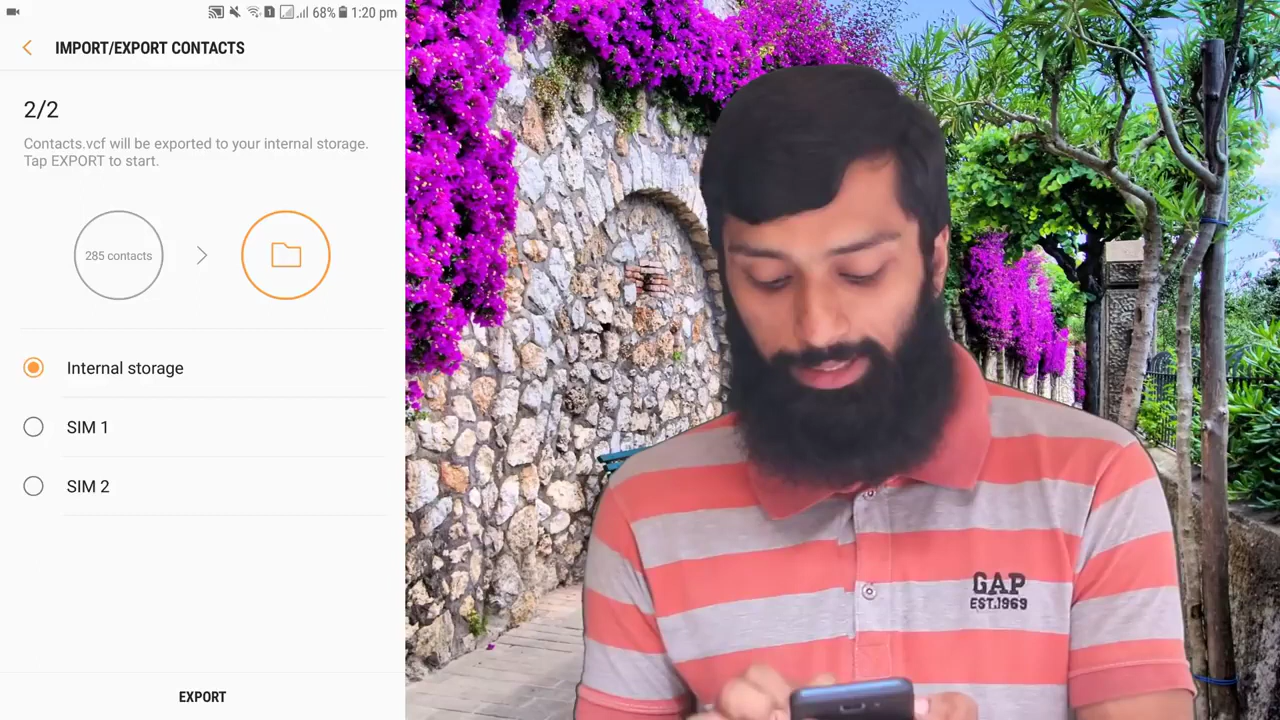 68% 1:20 pm
IMPORT/EXPORT CONTACTS
2/2
Contacts.vcf will be exported to your internal storage.
Tap EXPORT to start.
285 contacts
Internal storage
SIM 1
SIM 2
EXPORT
GAP
EST.1969